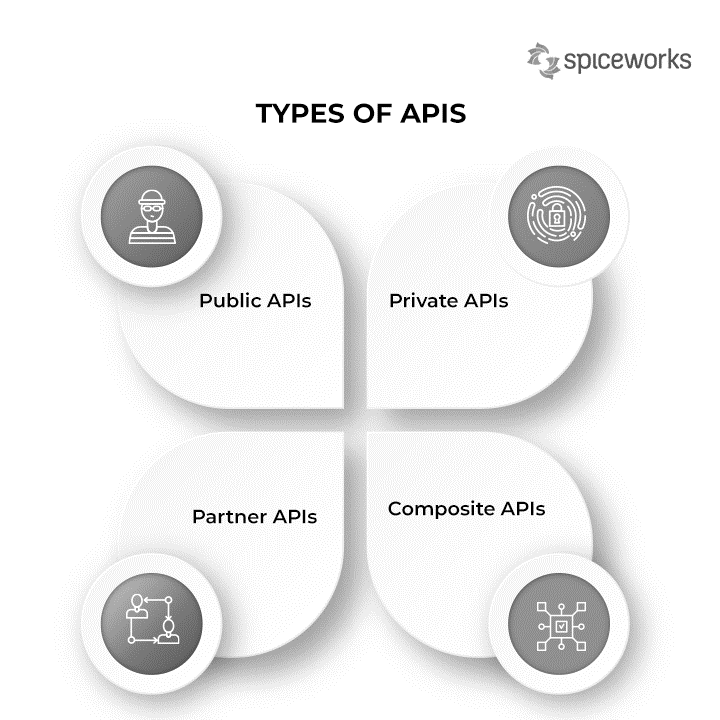 spiceworks
TYPES OF APIS
Public APIs
Private APIs
Partner APIs
Composite APIs